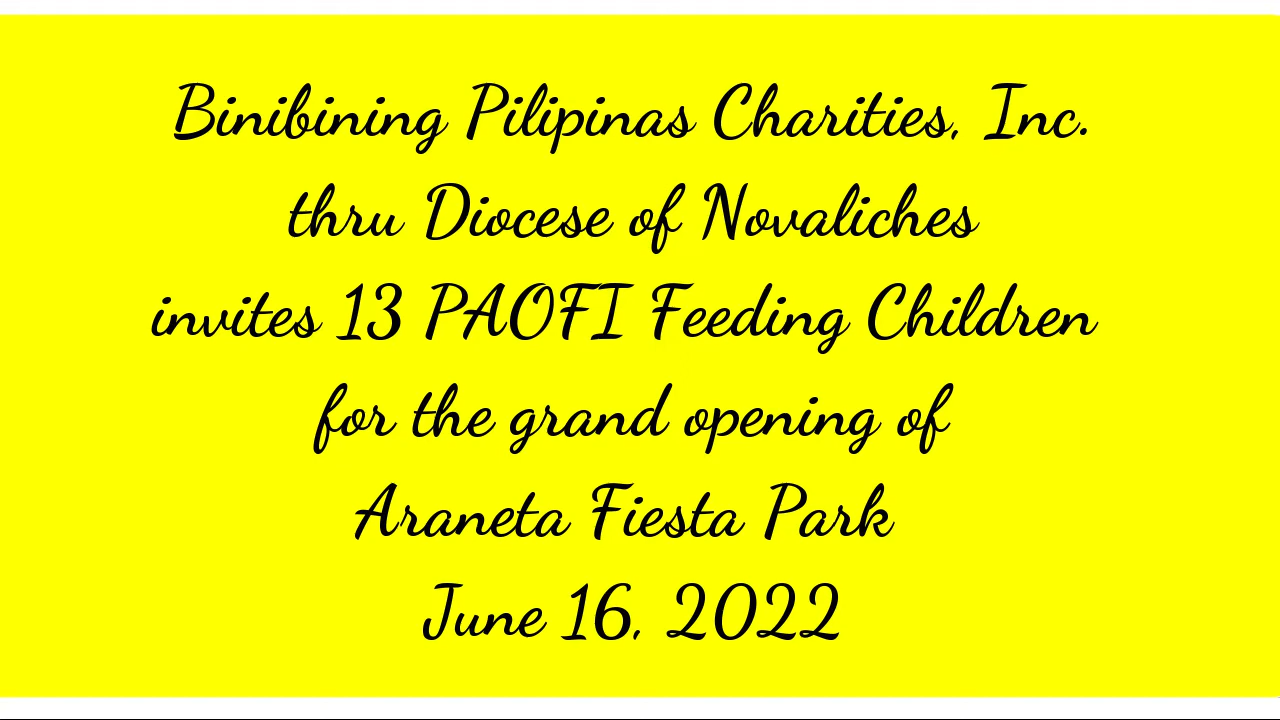 Binibining Pilipinas Charities, Inc.
thru Diocese of Novaliches
invites 13 PAOFI Feeding Children
for the grand opening of
Araneta Fiesta Park
June 16, 2022